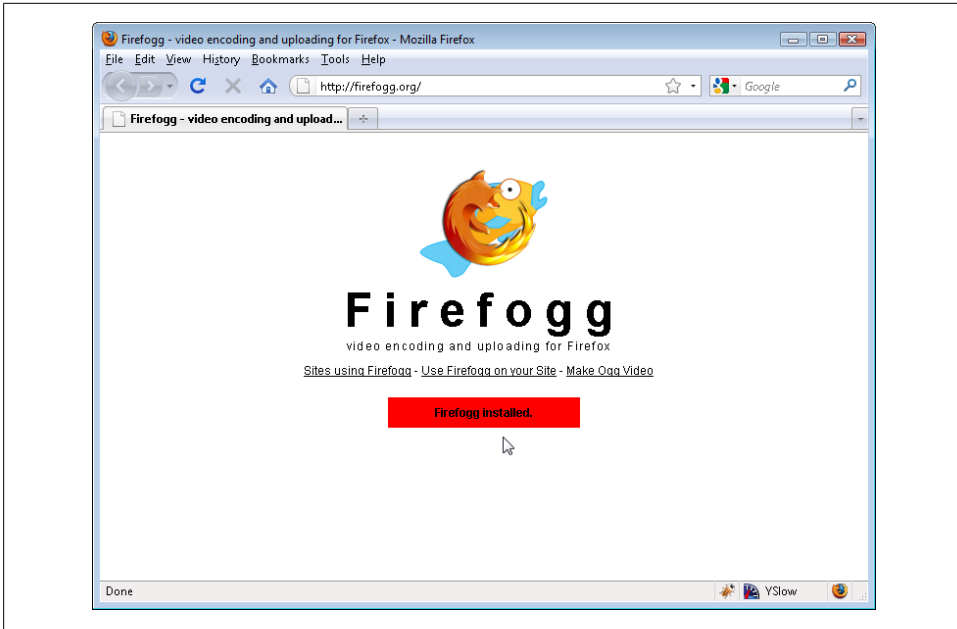 Firefogg - video encoding and uploading for Firefox - Mozilla Firefox
File Edit View History Bookmarks Tools Help
http://firefogg.org/ Google
Firefogg - video encoding and upload...
Firefogg
video encoding and uploading for Firefox
Sites using Firefogg - Use Firefogg on your Site - Make Ogg Video
Firefogg installed.
Done YSlow